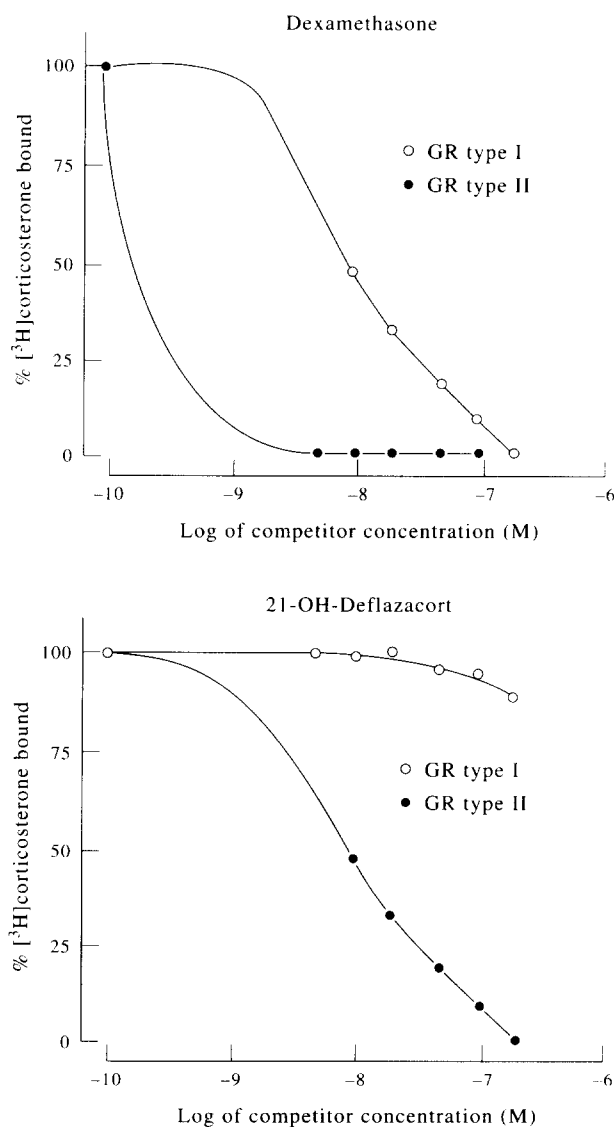 Dexamethasone
100
75
50
25
0
% [³H]corticosterone bound
GR type I
GR type II
−10
−9
−8
−7
−6
Log of competitor concentration (M)
21-OH-Deflazacort
100
75
50
25
0
% [³H]corticosterone bound
GR type I
GR type II
−10
−9
−8
−7
−6
Log of competitor concentration (M)